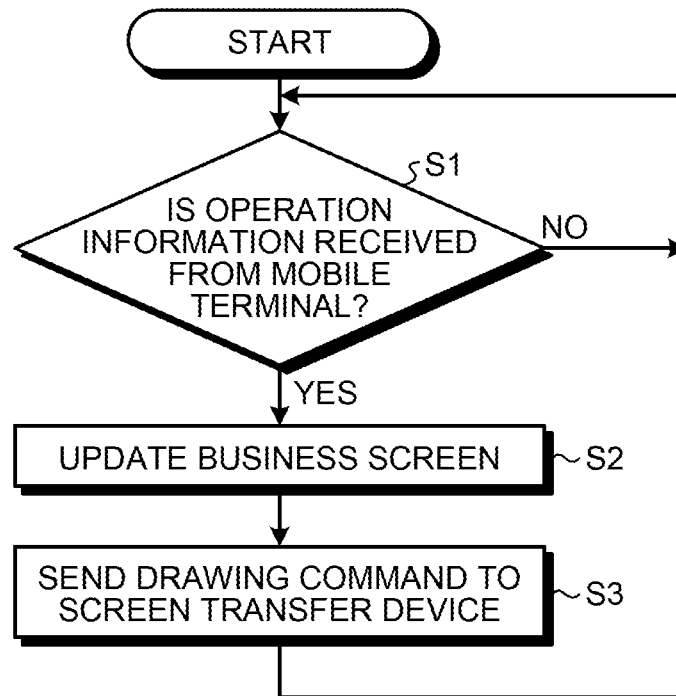 START
S1
IS OPERATION
INFORMATION RECEIVED
FROM MOBILE
TERMINAL?
NO
YES
UPDATE BUSINESS SCREEN
S2
SEND DRAWING COMMAND TO
SCREEN TRANSFER DEVICE
S3